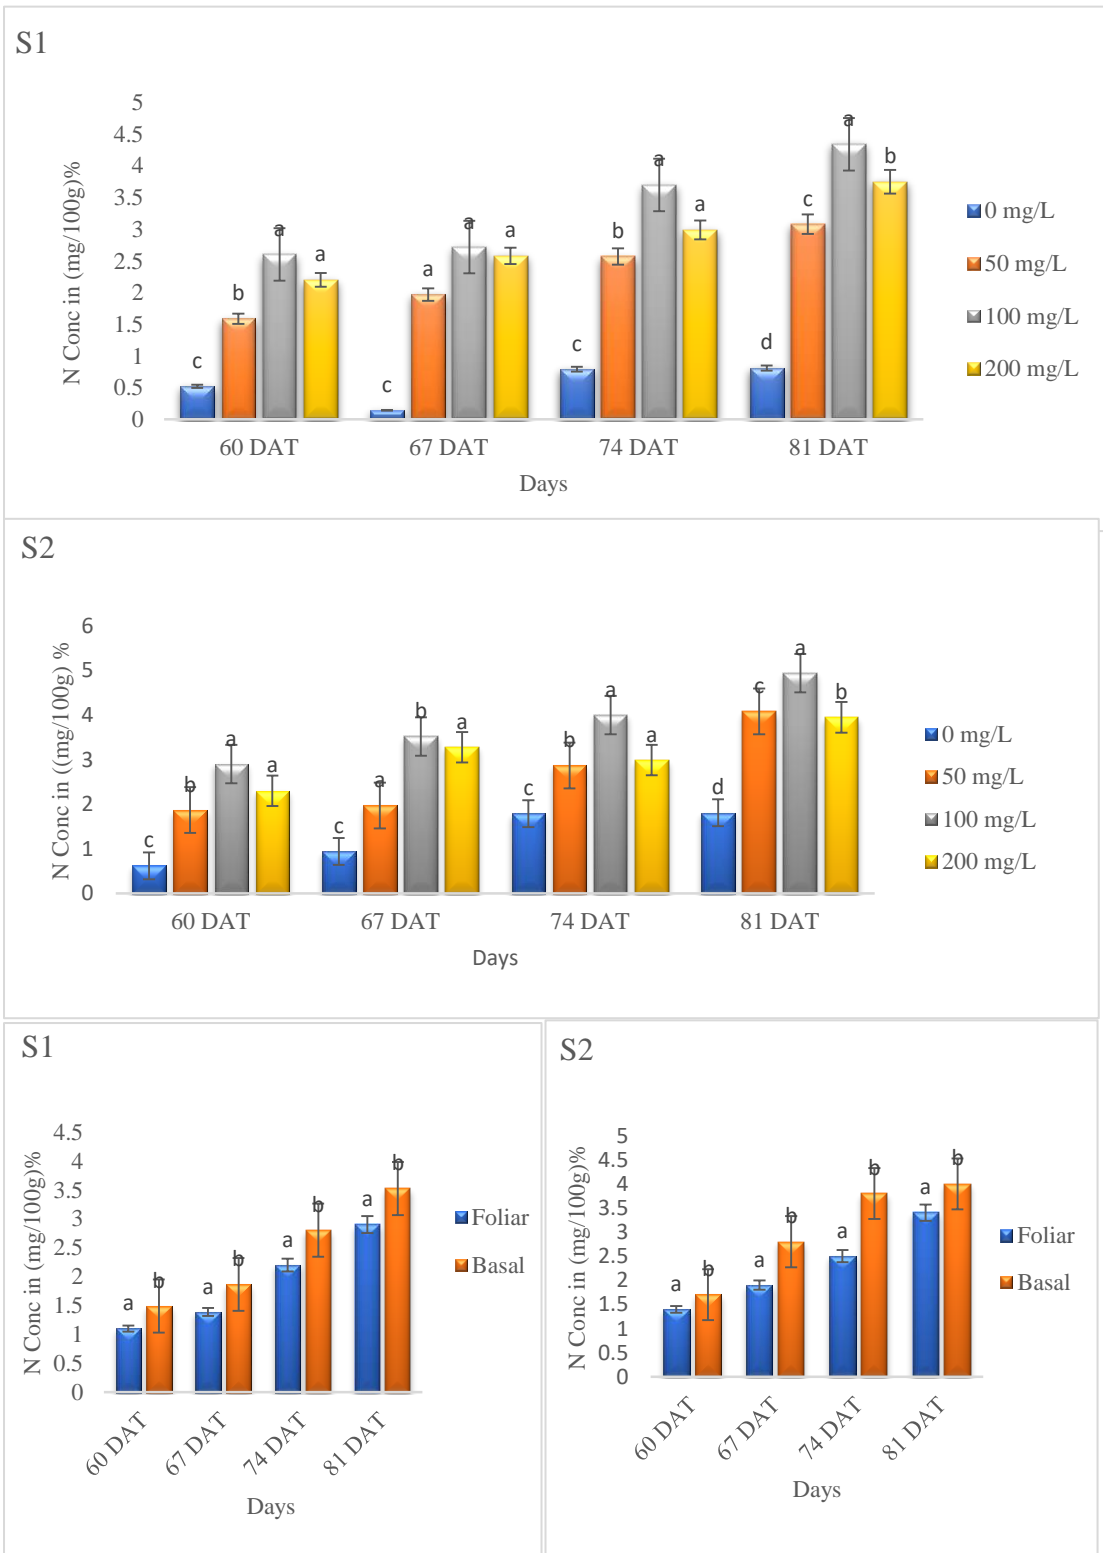 S1
N Conc in (mg/100g)%
5
4.5
4
3.5
3
2.5
2
1.5
1
0.5
0
c b a a
c a a a
c b a a
d c a b
60 DAT 67 DAT 74 DAT 81 DAT
Days
0 mg/L
50 mg/L
100 mg/L
200 mg/L
S2
N Conc in ((mg/100g) %
6
5
4
3
2
1
0
c b a a
c a b a
c b a a
d c a b
60 DAT 67 DAT 74 DAT 81 DAT
Days
0 mg/L
50 mg/L
100 mg/L
200 mg/L
S1
N Conc in (mg/100g)%
4.5
4
3.5
3
2.5
2
1.5
1
0.5
0
a b a b a b a b
60 DAT 67 DAT 74 DAT 81 DAT
Days
Foliar
Basal
S2
N Conc in (mg/100g)%
5
4.5
4
3.5
3
2.5
2
1.5
1
0.5
0
a b a b a b a b
60 DAT 67 DAT 74 DAT 81 DAT
Days
Foliar
Basal